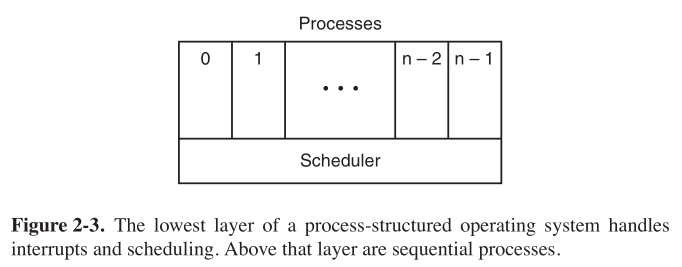 Processes
0 1 n – 2 n – 1
• • •
Scheduler
Figure 2-3. The lowest layer of a process-structured operating system handles
interrupts and scheduling. Above that layer are sequential processes.